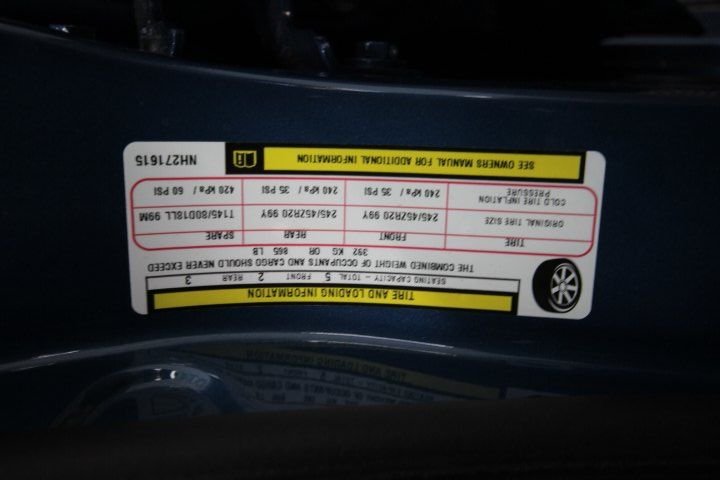 TIRE AND LOADING INFORMATION
SEATING CAPACITY - TOTAL 5 FRONT 2 REAR 3
THE COMBINED WEIGHT OF OCCUPANTS AND CARGO SHOULD NEVER EXCEED
392 KG OR 865 LB
TIRE FRONT REAR SPARE
ORIGINAL TIRE SIZE 245/45ZR20 99Y 245/45ZR20 99Y T145/80D18LL 99M
COLD TIRE INFLATION PRESSURE 240 kPa / 35 PSI 240 kPa / 35 PSI 420 kPa / 60 PSI
SEE OWNERS MANUAL FOR ADDITIONAL INFORMATION
NH271615